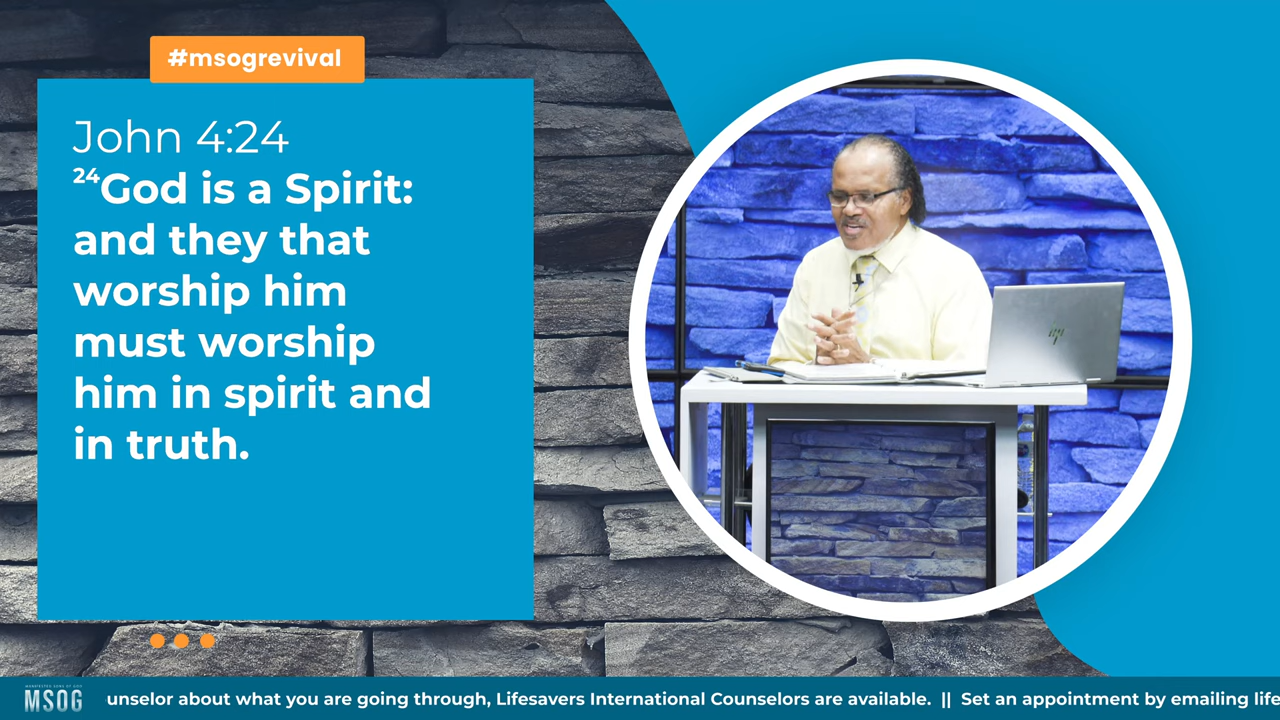 #msogrevival
John 4:24
24God is a Spirit:
and they that
worship him
must worship
him in spirit and
in truth.
hp
MSOG
unselor about what you are going through, Lifesavers International Counselors are available. || Set an appointment by emailing life